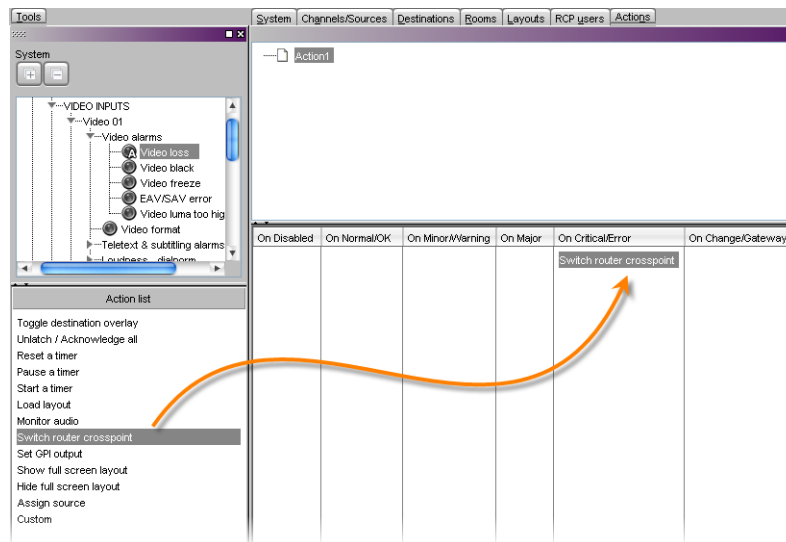 Tools
System Channels/Sources Destinations Rooms Layouts RCP users Actions
System
Action1
VIDEO INPUTS
Video 01
Video alarms
A Video loss
Video black
Video freeze
EAV/SAV error
Video luma too hig
Video format
Teletext & subtitling alarms
Loudness - dialnorm
On Disabled On Normal/OK On Minor/Warning On Major On Critical/Error On Change/Gateway
Switch router crosspoint
Action list
Toggle destination overlay
Unlatch / Acknowledge all
Reset a timer
Pause a timer
Start a timer
Load layout
Monitor audio
Switch router crosspoint
Set GPI output
Show full screen layout
Hide full screen layout
Assign source
Custom